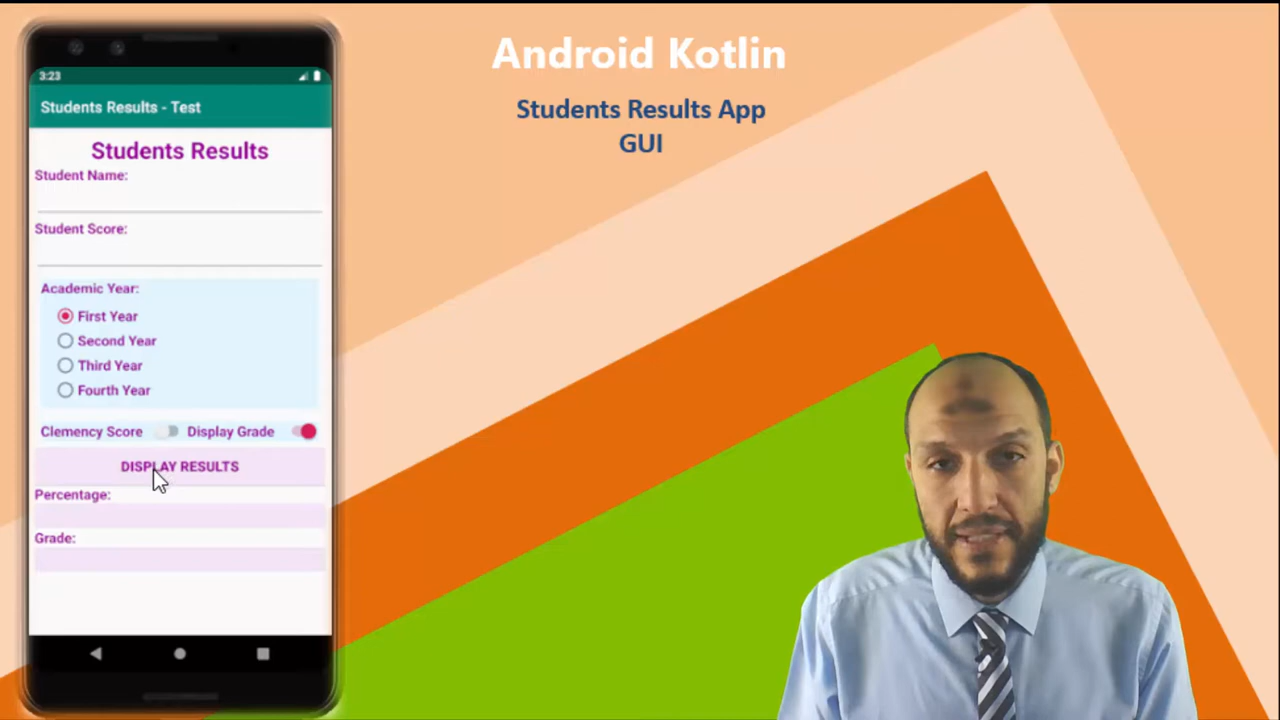 Android Kotlin
Students Results App
GUI
3:23
Students Results - Test
Students Results
Student Name:
Student Score:
Academic Year:
First Year
Second Year
Third Year
Fourth Year
Clemency Score Display Grade
DISPLAY RESULTS
Percentage:
Grade: